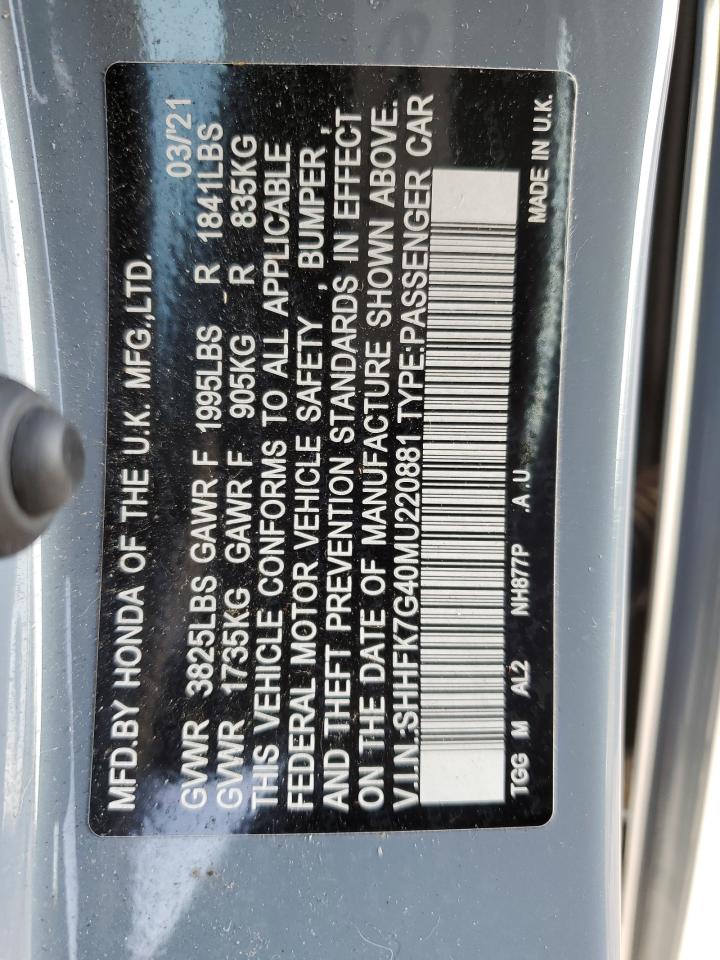 MFD.BY HONDA OF THE U.K. MFG.,LTD. 03/'21
GVWR 3825LBS GAWR F 1995LBS R 1841LBS
GVWR 1735KG GAWR F 905KG R 835KG
THIS VEHICLE CONFORMS TO ALL APPLICABLE
FEDERAL MOTOR VEHICLE SAFETY , BUMPER ,
AND THEFT PREVENTION STANDARDS IN EFFECT
ON THE DATE OF MANUFACTURE SHOWN ABOVE.
V.I.N.:SHHFK7G40MU220881 TYPE:PASSENGER CAR
TGG M AL2 NH877P .A .U MADE IN U.K.